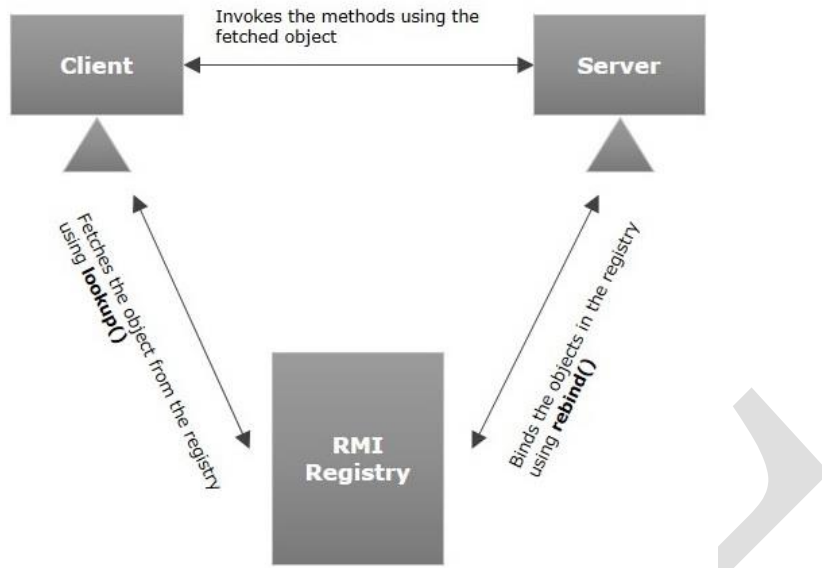 Invokes the methods using the
fetched object
Client
Server
Fetches the object from the registry
using lookup()
Binds the objects in the registry
using rebind()
RMI
Registry